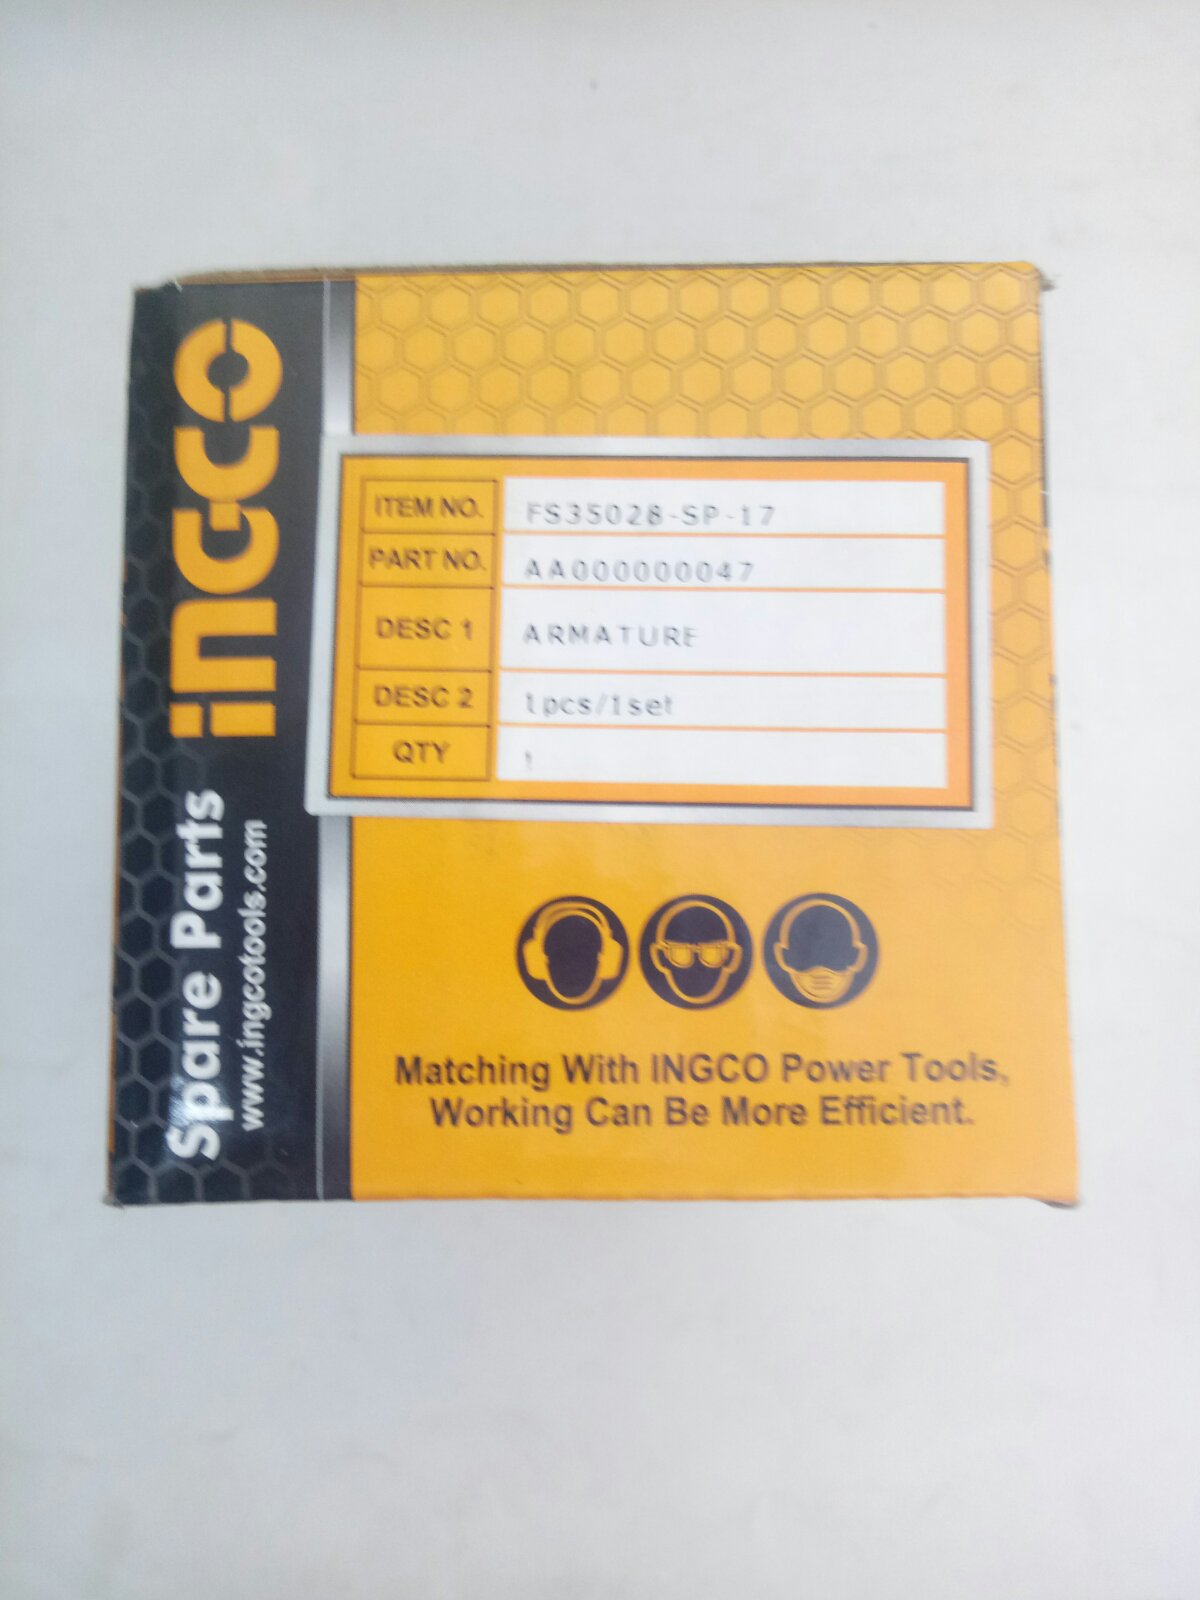 INGCO
Spare Parts
www.ingcotools.com
ITEM NO. FS35028-SP-17
PART NO. AA000000047
DESC 1 ARMATURE
DESC 2 1pcs/1set
QTY 1
Matching With INGCO Power Tools,
Working Can Be More Efficient.